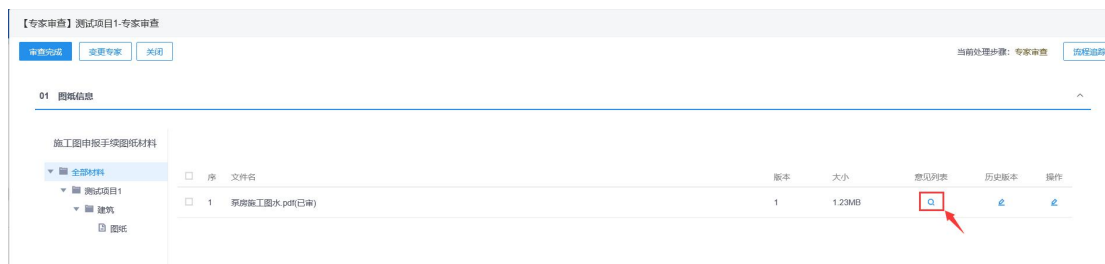 【专家审查】测试项目1-专家审查
审查完成 变更专家 关闭 当前处理步骤：专家审查 流程追踪
01 图纸信息
施工图申报手续图纸材料
全部材料
测试项目1
建筑
图纸
序 文件名 版本 大小 意见列表 历史版本 操作
1 泵房施工图水.pdf(已审) 1 1.23MB